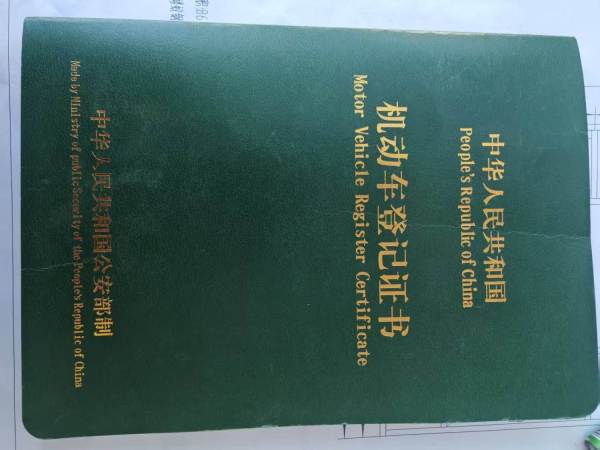 中华人民共和国
People's Republic of China
机动车登记证书
Motor Vehicle Register Certificate
中华人民共和国公安部制
Made by Ministry of public Security of the People's Republic of China